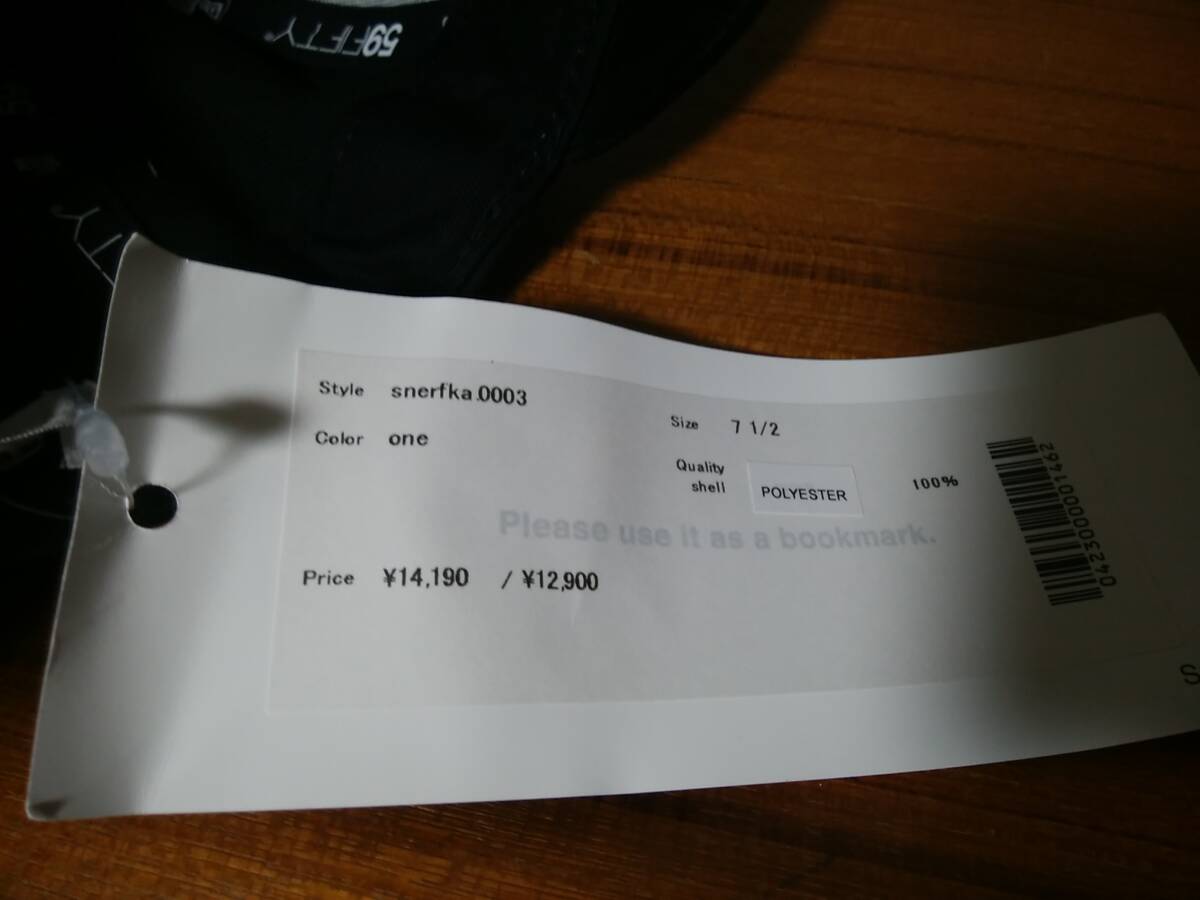 59FIFTY
Style snerfka.0003
Color one
Size 7 1/2
Quality shell POLYESTER 100%
Please use it as a bookmark.
Price ¥14,190 / ¥12,900
0423000001462
S